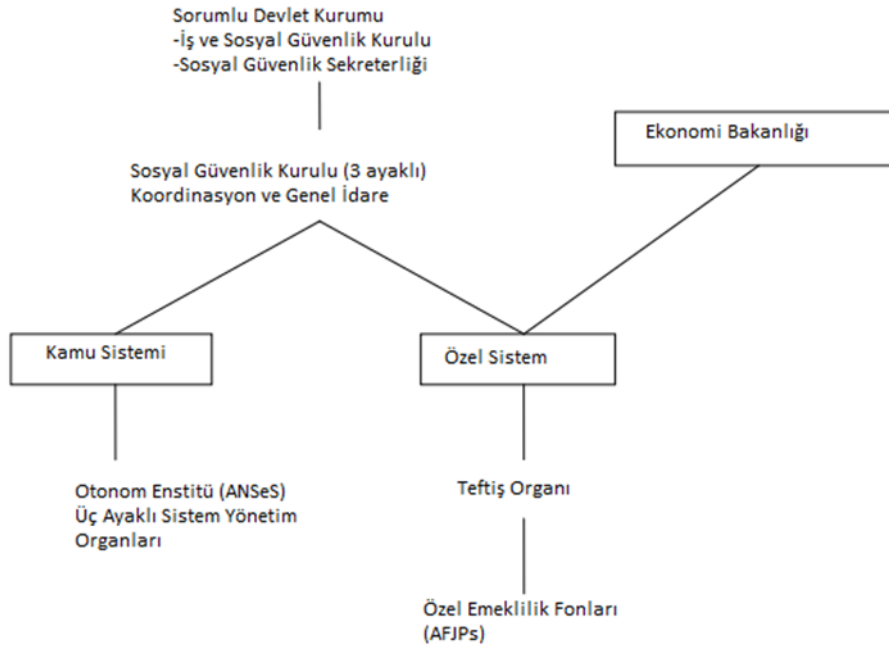 Sorumlu Devlet Kurumu
-İş ve Sosyal Güvenlik Kurulu
-Sosyal Güvenlik Sekreterliği
Ekonomi Bakanlığı
Sosyal Güvenlik Kurulu (3 ayaklı)
Koordinasyon ve Genel İdare
Kamu Sistemi
Özel Sistem
Otonom Enstitü (ANSeS)
Üç Ayaklı Sistem Yönetim
Organları
Teftiş Organı
Özel Emeklilik Fonları
(AFJPs)